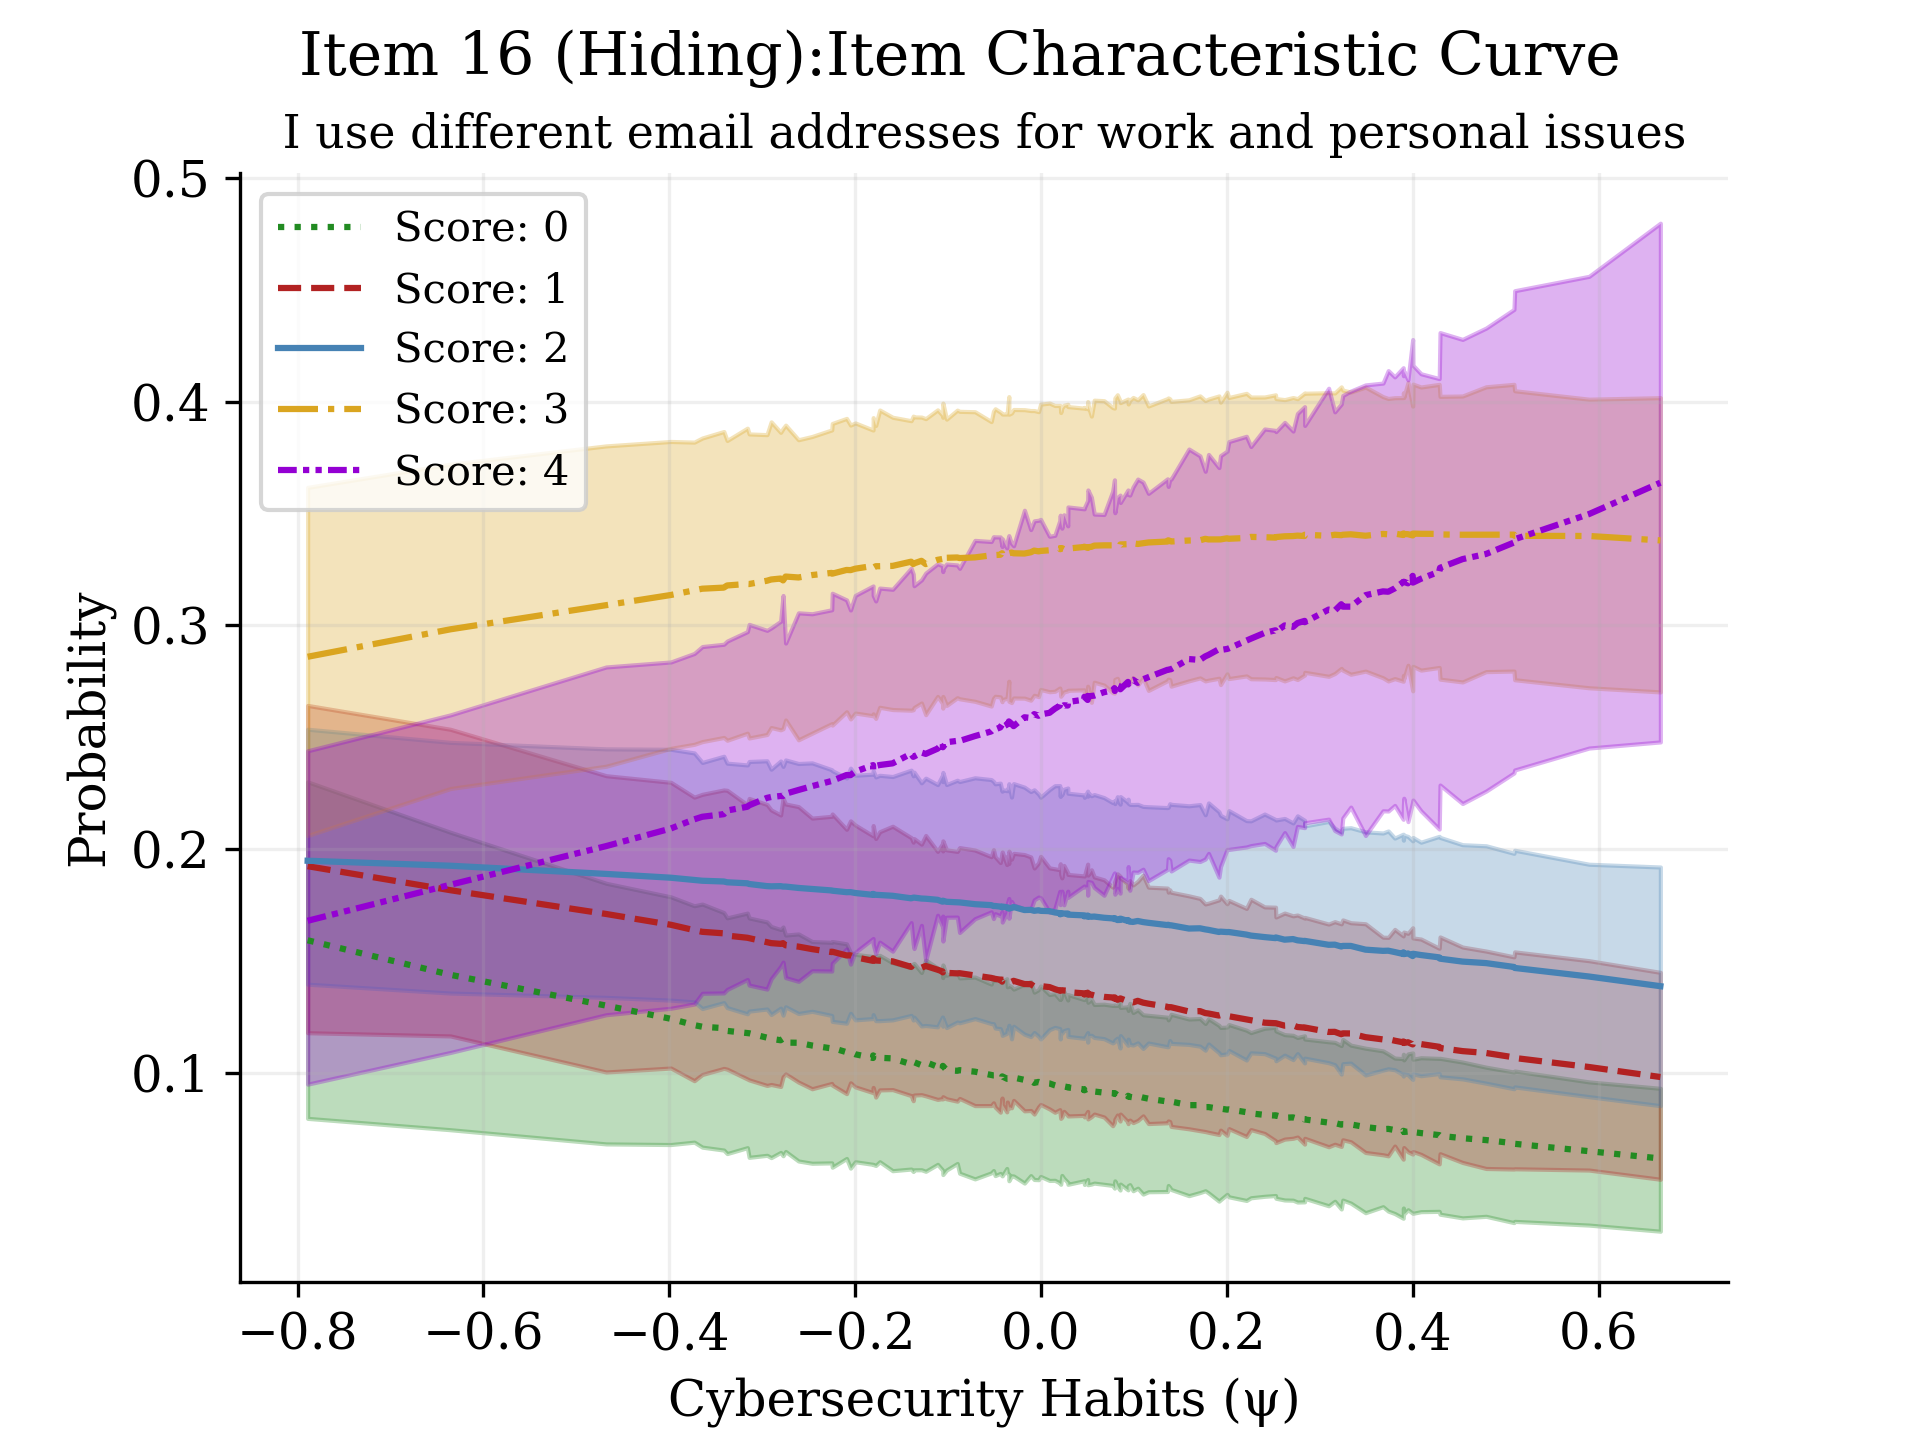 Item 16 (Hiding):Item Characteristic Curve
I use different email addresses for work and personal issues
0.5
0.4
0.3
0.2
0.1
Probability
Score: 0
Score: 1
Score: 2
Score: 3
Score: 4
−0.8 −0.6 −0.4 −0.2 0.0 0.2 0.4 0.6
Cybersecurity Habits (ψ)